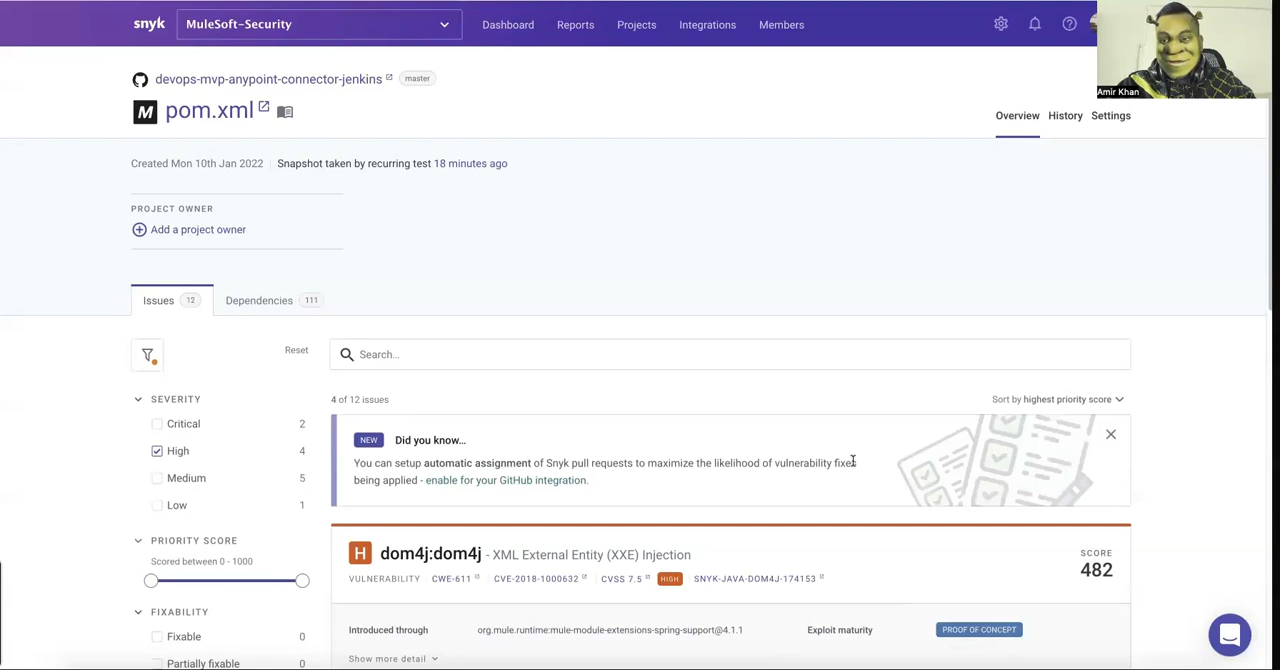 snyk MuleSoft-Security Dashboard Reports Projects Integrations Members
Amir Khan
devops-mvp-anypoint-connector-jenkins master
M pom.xml
Overview History Settings
Created Mon 10th Jan 2022 Snapshot taken by recurring test 18 minutes ago
PROJECT OWNER
Add a project owner
Issues 12 Dependencies 111
Reset Search...
SEVERITY
Critical 2
High 4
Medium 5
Low 1
PRIORITY SCORE
Scored between 0 - 1000
FIXABILITY
Fixable 0
Partially fixable 0
4 of 12 issues Sort by highest priority score
NEW Did you know...
You can setup automatic assignment of Snyk pull requests to maximize the likelihood of vulnerability fixes
being applied - enable for your GitHub integration.
H dom4j:dom4j - XML External Entity (XXE) Injection
SCORE
482
VULNERABILITY CWE-611 CVE-2018-1000632 CVSS 7.5 HIGH SNYK-JAVA-DOM4J-174153
Introduced through org.mule.runtime:mule-module-extensions-spring-support@4.1.1 Exploit maturity PROOF OF CONCEPT
Show more detail